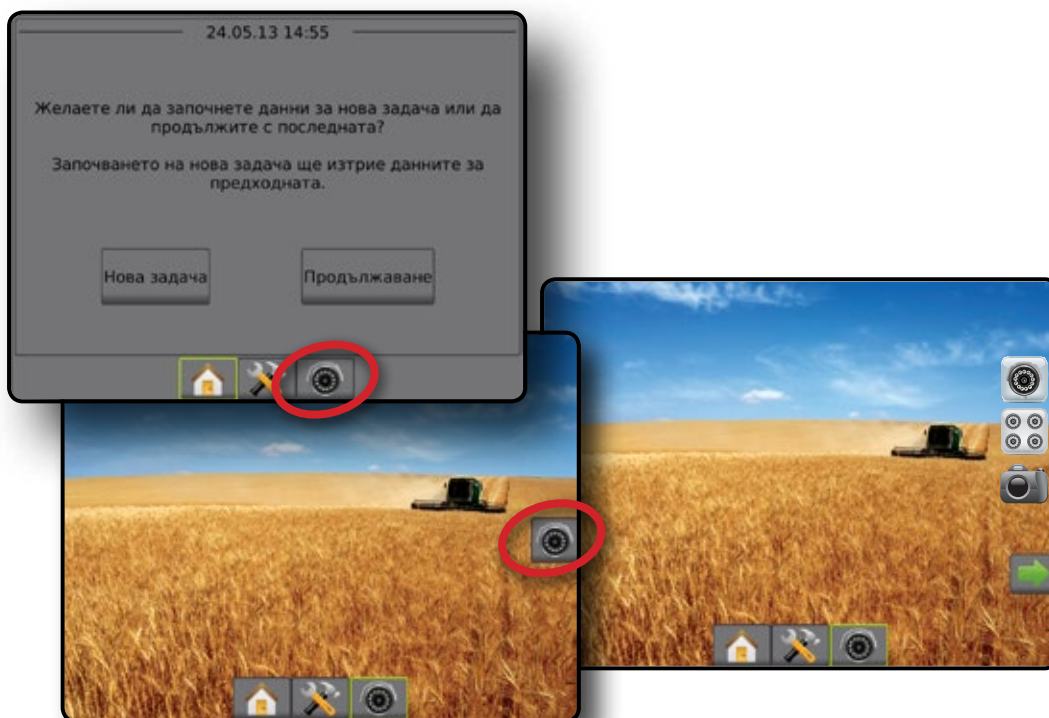 24.05.13 14:55
Желаете ли да започнете данни за нова задача или да
продължите с последната?
Започването на нова задача ще изтрие данните за
предходната.
Нова задача
Продължаване